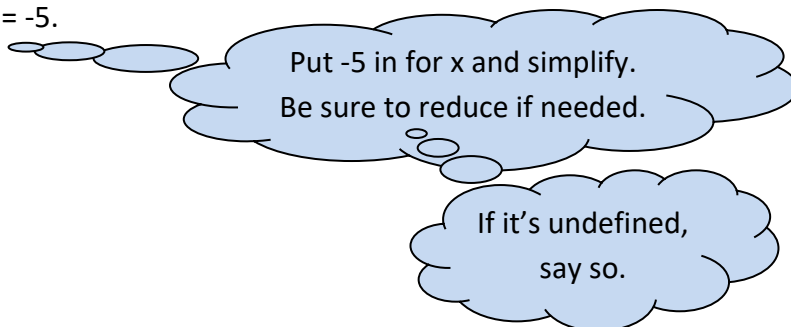 = -5.
Put -5 in for x and simplify.
Be sure to reduce if needed.
If it’s undefined,
say so.